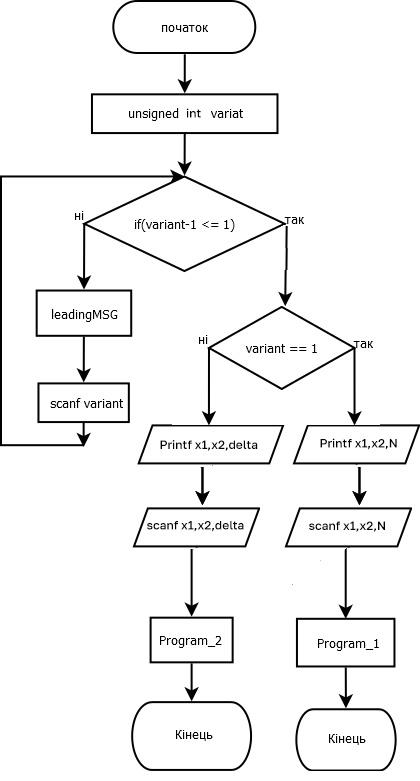 початок
unsigned int variat
if(variant-1 <= 1)
ні
так
leadingMSG
scanf variant
variant == 1
ні
так
Printf x1,x2,delta
Printf x1,x2,N
scanf x1,x2,delta
scanf x1,x2,N
Program_2
Program_1
Кінець
Кінець